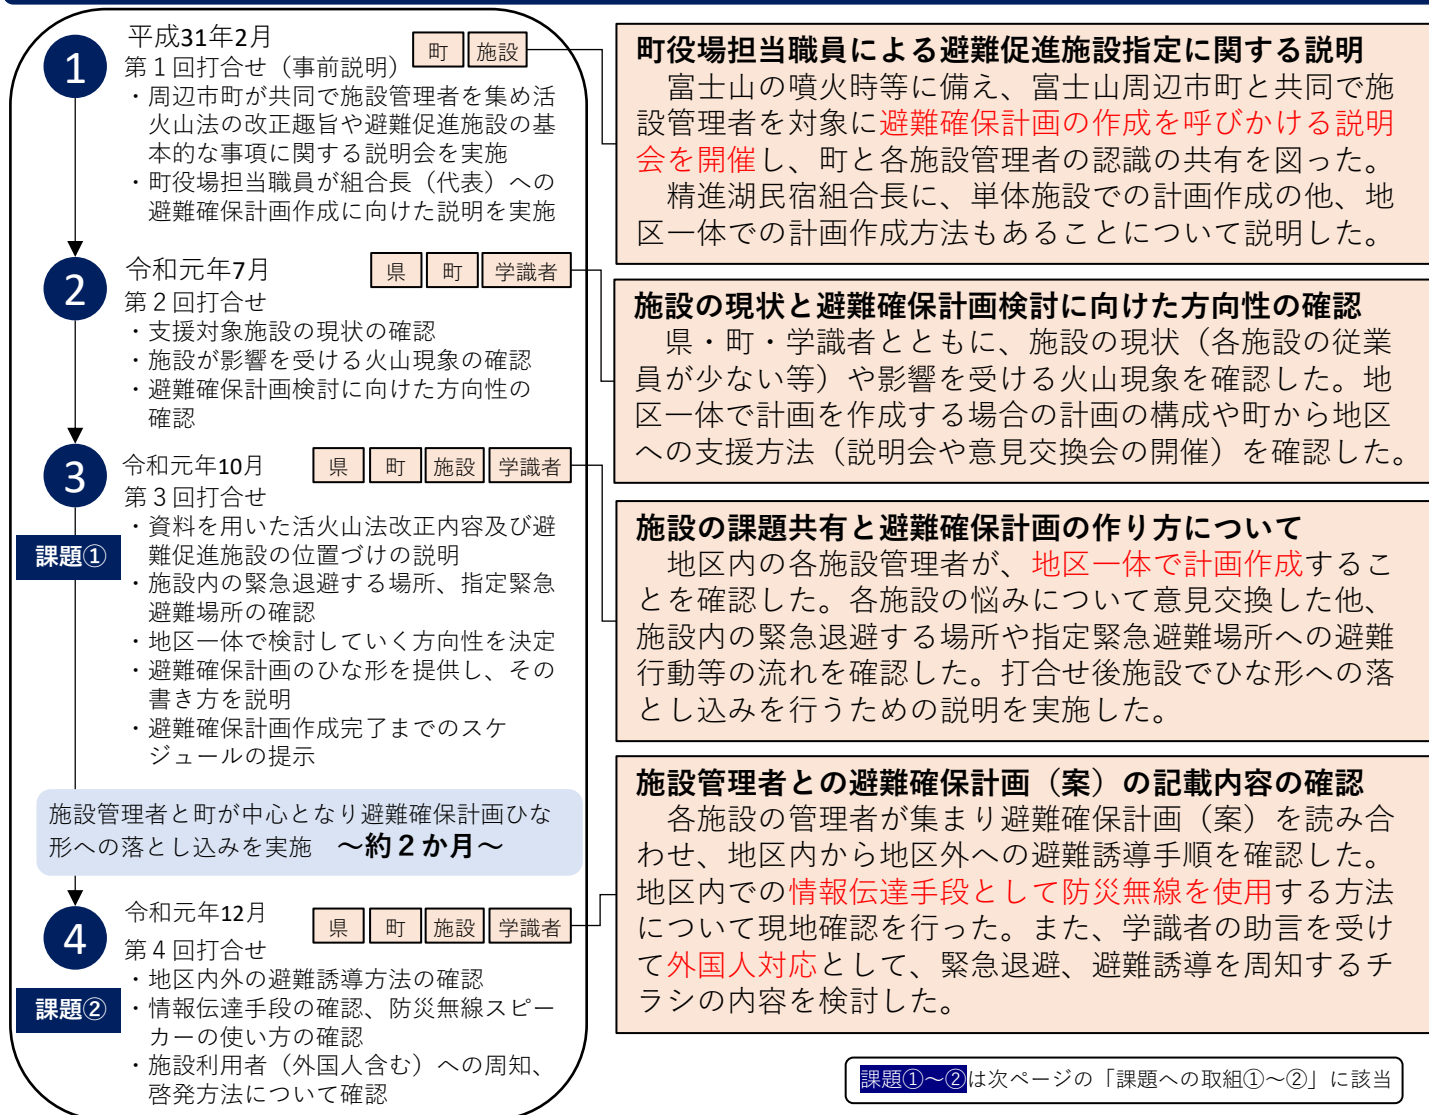 1
平成31年2月
町 施設
第１回打合せ（事前説明）
・周辺市町が共同で施設管理者を集め活
火山法の改正趣旨や避難促進施設の基
本的な事項に関する説明会を実施
・町役場担当職員が組合長（代表）への
避難確保計画作成に向けた説明を実施
町役場担当職員による避難促進施設指定に関する説明
富士山の噴火時等に備え、富士山周辺市町と共同で施
設管理者を対象に避難確保計画の作成を呼びかける説明
会を開催し、町と各施設管理者の認識の共有を図った。
精進湖民宿組合長に、単体施設での計画作成の他、地
区一体での計画作成方法もあることについて説明した。
2
令和元年7月
県 町 学識者
第２回打合せ
・支援対象施設の現状の確認
・施設が影響を受ける火山現象の確認
・避難確保計画検討に向けた方向性の
確認
施設の現状と避難確保計画検討に向けた方向性の確認
県・町・学識者とともに、施設の現状（各施設の従業
員が少ない等）や影響を受ける火山現象を確認した。地
区一体で計画を作成する場合の計画の構成や町から地区
への支援方法（説明会や意見交換会の開催）を確認した。
3
令和元年10月
県 町 施設 学識者
第３回打合せ
課題①
・資料を用いた活火山法改正内容及び避
難促進施設の位置づけの説明
・施設内の緊急退避する場所、指定緊急
避難場所の確認
・地区一体で検討していく方向性を決定
・避難確保計画のひな形を提供し、その
書き方を説明
・避難確保計画作成完了までのスケ
ジュールの提示
施設の課題共有と避難確保計画の作り方について
地区内の各施設管理者が、地区一体で計画作成するこ
とを確認した。各施設の悩みについて意見交換した他、
施設内の緊急退避する場所や指定緊急避難場所への避難
行動等の流れを確認した。打合せ後施設でひな形への落
とし込みを行うための説明を実施した。
施設管理者と町が中心となり避難確保計画ひな
形への落とし込みを実施 ～約２か月～
4
令和元年12月
県 町 施設 学識者
第４回打合せ
課題②
・地区内外の避難誘導方法の確認
・情報伝達手段の確認、防災無線スピー
カーの使い方の確認
・施設利用者（外国人含む）への周知、
啓発方法について確認
施設管理者との避難確保計画（案）の記載内容の確認
各施設の管理者が集まり避難確保計画（案）を読み合
わせ、地区内から地区外への避難誘導手順を確認した。
地区内での情報伝達手段として防災無線を使用する方法
について現地確認を行った。また、学識者の助言を受け
て外国人対応として、緊急退避、避難誘導を周知するチ
ラシの内容を検討した。
課題①～②は次ページの「課題への取組①～②」に該当